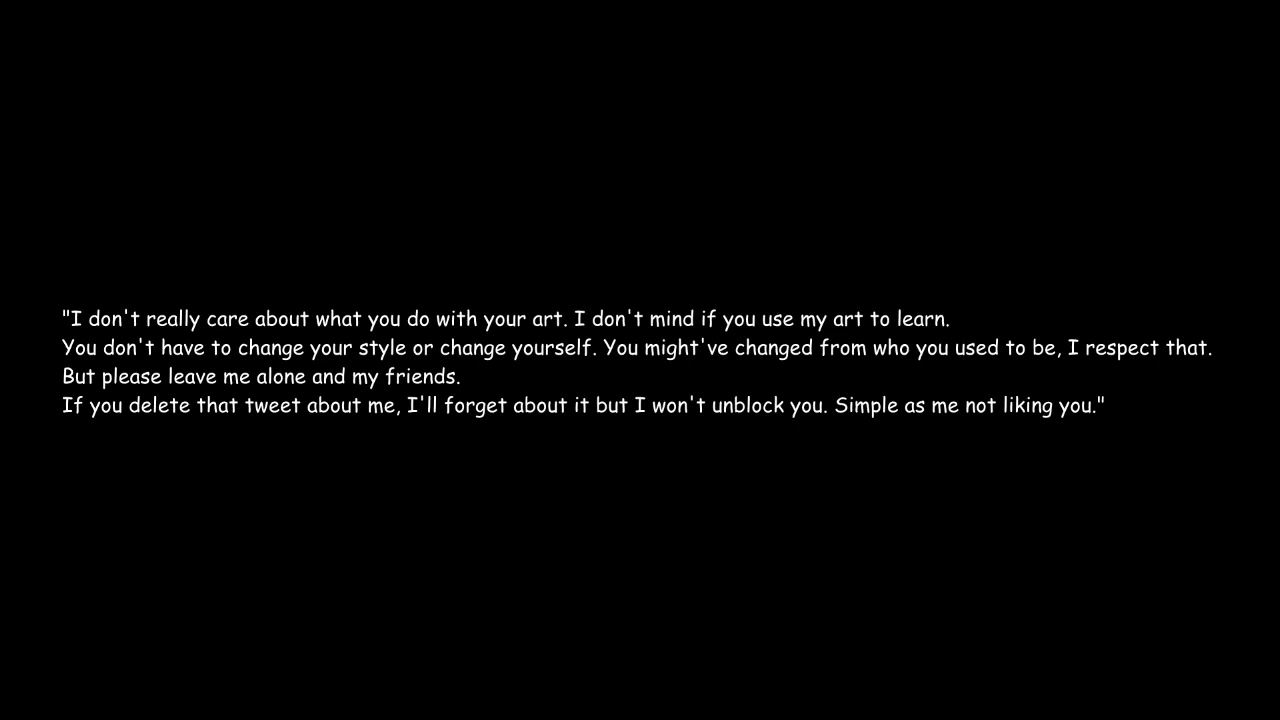 "I don't really care about what you do with your art. I don't mind if you use my art to learn.
You don't have to change your style or change yourself. You might've changed from who you used to be, I respect that.
But please leave me alone and my friends.
If you delete that tweet about me, I'll forget about it but I won't unblock you. Simple as me not liking you."